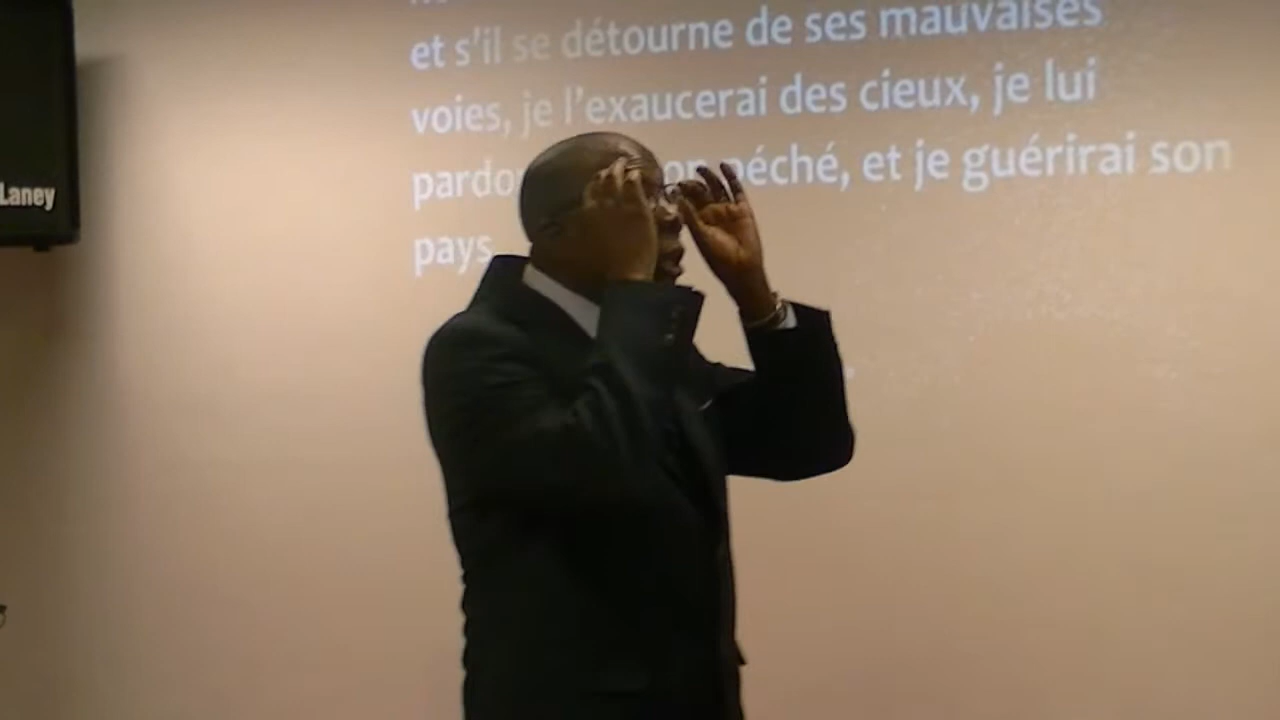 et s'il se détourne de ses mauvaises
voies, je l'exaucerai des cieux, je lui
péché, et je guérirai son
pays
Laney